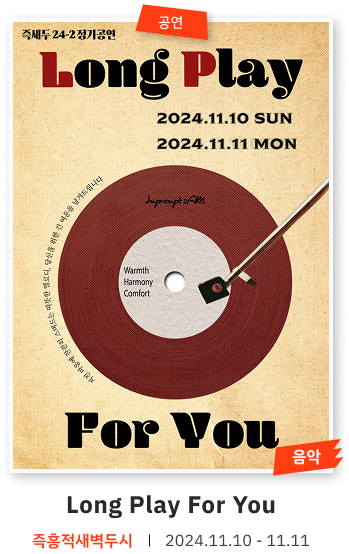 공연
즉새두 24-2 정기공연
Long Play
2024.11.10 SUN
2024.11.11 MON
Impromptu 2AM
Warmth
Harmony
Comfort
For You
음악
Long Play For You
즉흥적새벽두시 | 2024.11.10 - 11.11